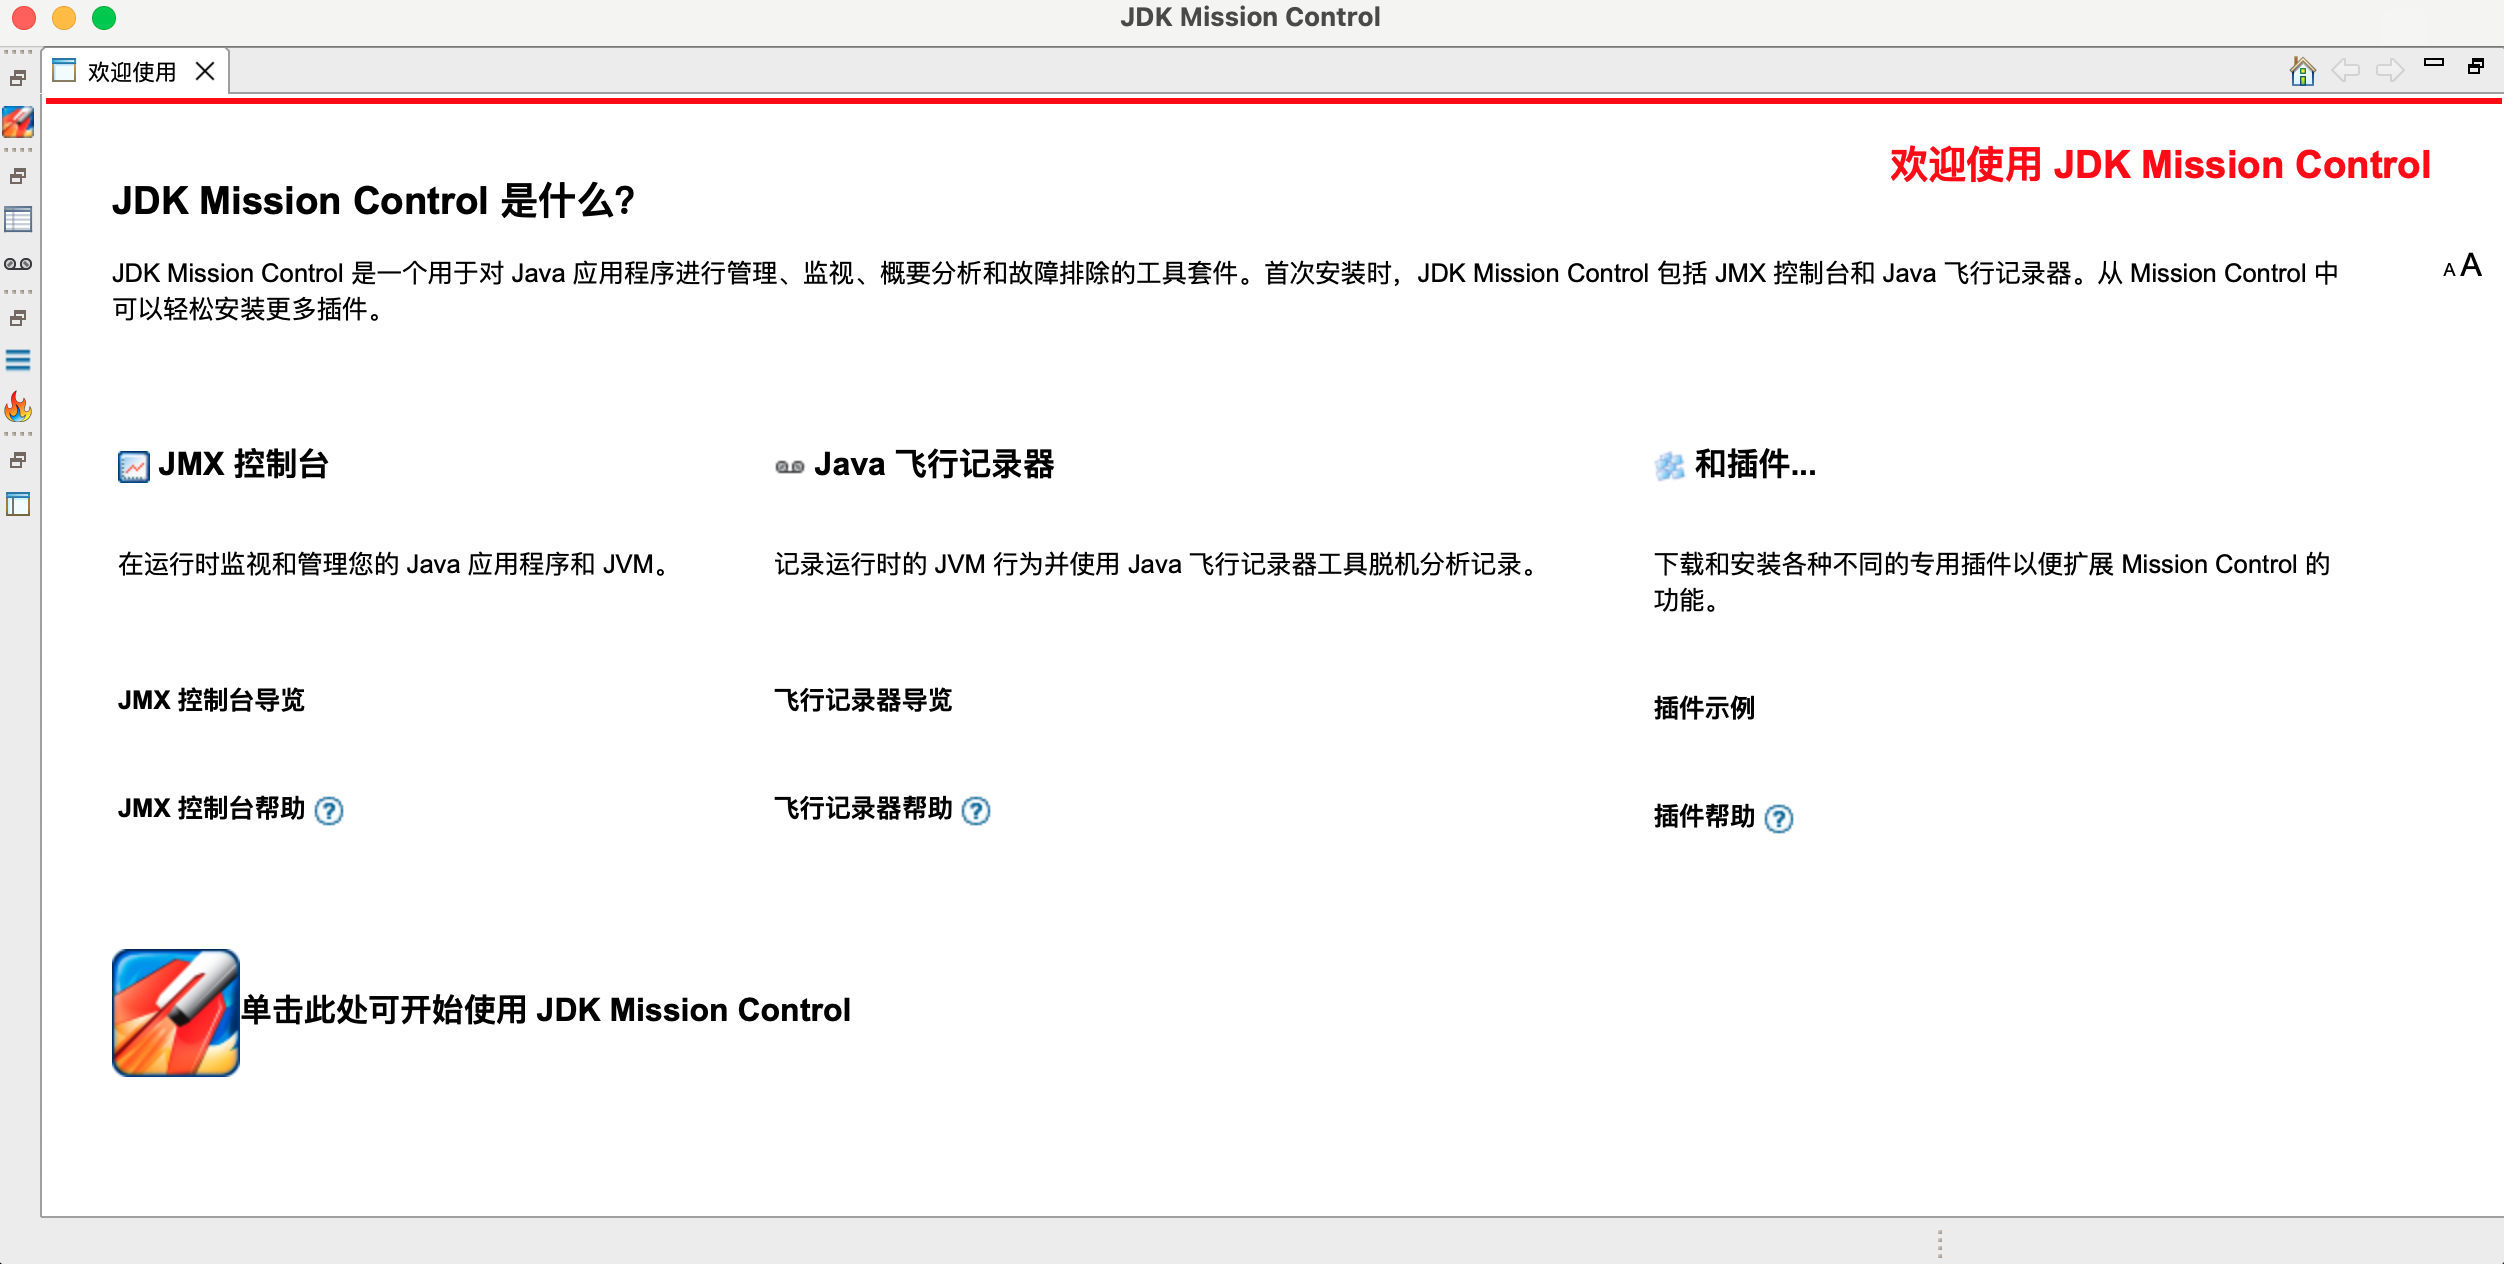 JDK Mission Control
欢迎使用
欢迎使用 JDK Mission Control
JDK Mission Control 是什么?
JDK Mission Control 是一个用于对 Java 应用程序进行管理、监视、概要分析和故障排除的工具套件。首次安装时，JDK Mission Control 包括 JMX 控制台和 Java 飞行记录器。从 Mission Control 中
可以轻松安装更多插件。
A A
JMX 控制台
在运行时监视和管理您的 Java 应用程序和 JVM。
JMX 控制台导览
JMX 控制台帮助
Java 飞行记录器
记录运行时的 JVM 行为并使用 Java 飞行记录器工具脱机分析记录。
飞行记录器导览
飞行记录器帮助
和插件...
下载和安装各种不同的专用插件以便扩展 Mission Control 的
功能。
插件示例
插件帮助
单击此处可开始使用 JDK Mission Control